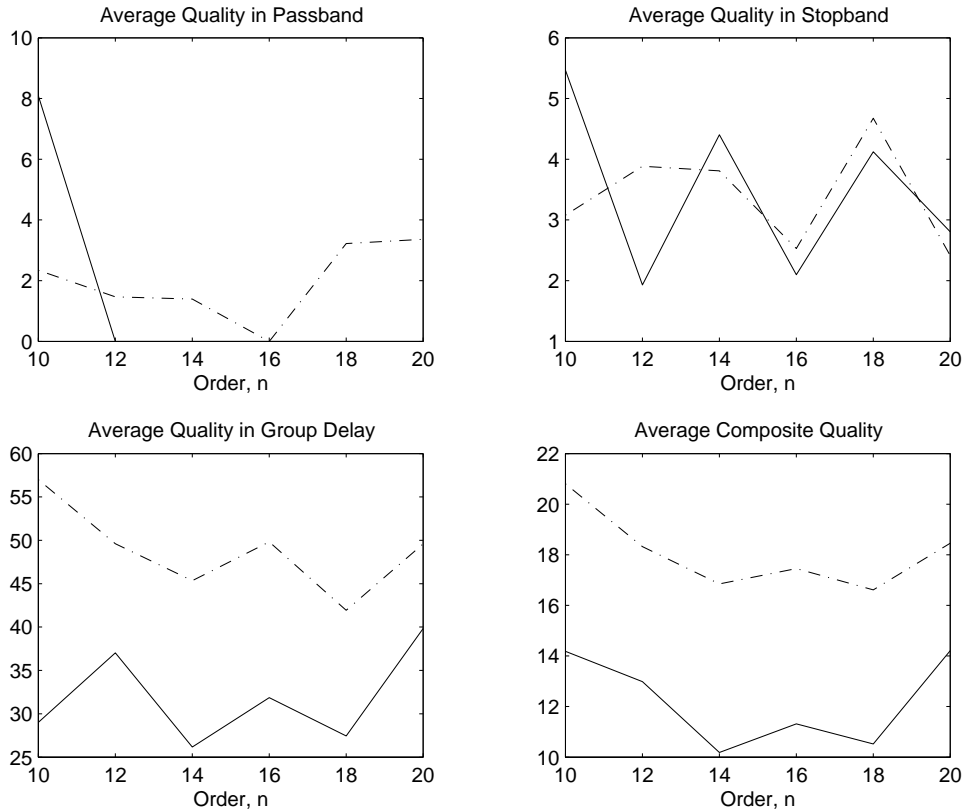 Average Quality in Passband
10
8
6
4
2
0
10 12 14 16 18 20
Order, n
Average Quality in Stopband
6
5
4
3
2
1
10 12 14 16 18 20
Order, n
Average Quality in Group Delay
60
55
50
45
40
35
30
25
10 12 14 16 18 20
Order, n
Average Composite Quality
22
20
18
16
14
12
10
10 12 14 16 18 20
Order, n